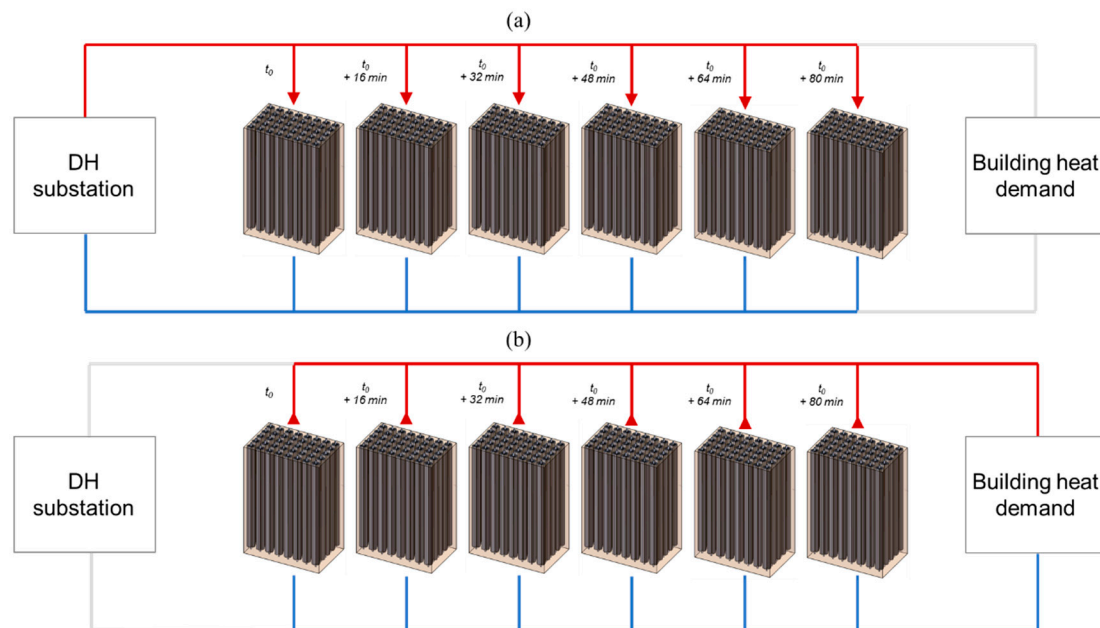 (a)
t₀
t₀
+ 16 min
t₀
+ 32 min
t₀
+ 48 min
t₀
+ 64 min
t₀
+ 80 min
DH
substation
Building heat
demand
(b)
t₀
t₀
+ 16 min
t₀
+ 32 min
t₀
+ 48 min
t₀
+ 64 min
t₀
+ 80 min
DH
substation
Building heat
demand